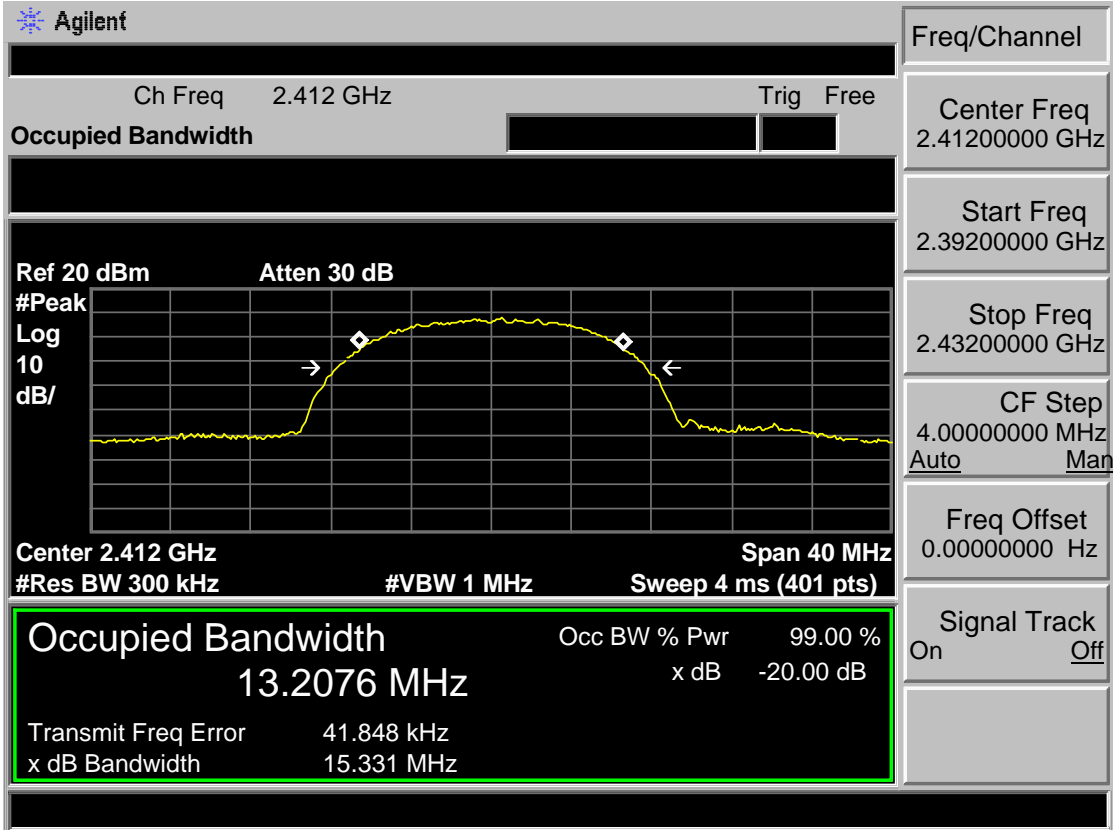 Agilent
Freq/Channel
Ch Freq 2.412 GHz Trig Free
Occupied Bandwidth
Center Freq
2.41200000 GHz
Start Freq
2.39200000 GHz
Stop Freq
2.43200000 GHz
CF Step
4.00000000 MHz
Auto Man
Freq Offset
0.00000000 Hz
Signal Track
On Off
Ref 20 dBm Atten 30 dB
#Peak
Log
10
dB/
Center 2.412 GHz Span 40 MHz
#Res BW 300 kHz #VBW 1 MHz Sweep 4 ms (401 pts)
Occupied Bandwidth Occ BW % Pwr 99.00 %
13.2076 MHz x dB -20.00 dB
Transmit Freq Error 41.848 kHz
x dB Bandwidth 15.331 MHz